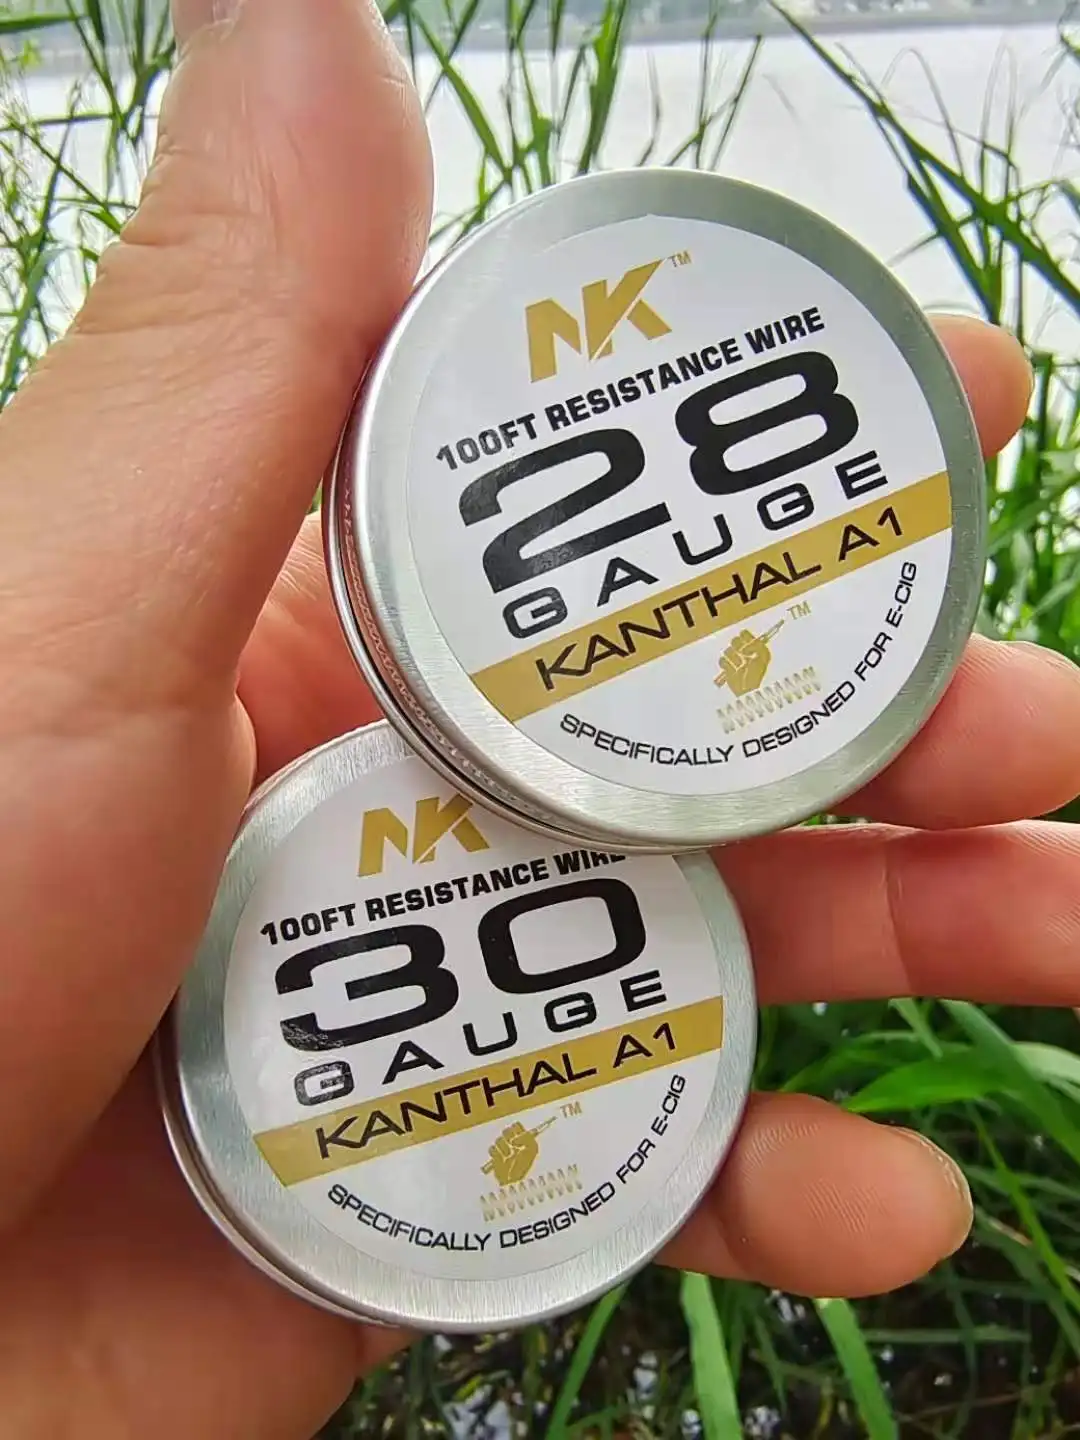 NK™
100FT RESISTANCE WIRE
28
GAUGE
KANTHAL A1
TM
SPECIFICALLY DESIGNED FOR E-CIG
NK
100FT RESISTANCE WIRE
30
GAUGE
KANTHAL A1
TM
SPECIFICALLY DESIGNED FOR E-CIG